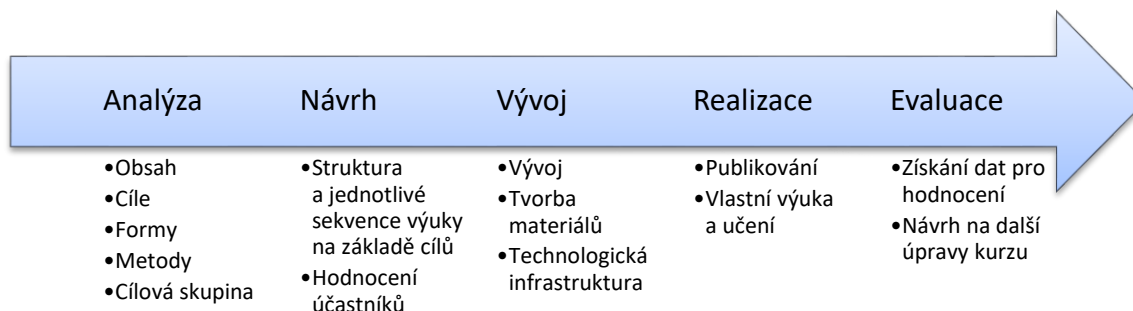 Analýza
•Obsah
•Cíle
•Formy
•Metody
•Cílová skupina
Návrh
•Struktura
a jednotlivé
sekvence výuky
na základě cílů
•Hodnocení
účastníků
Vývoj
•Vývoj
•Tvorba
materiálů
•Technologická
infrastruktura
Realizace
•Publikování
•Vlastní výuka
a učení
Evaluace
•Získání dat pro
hodnocení
•Návrh na další
úpravy kurzu